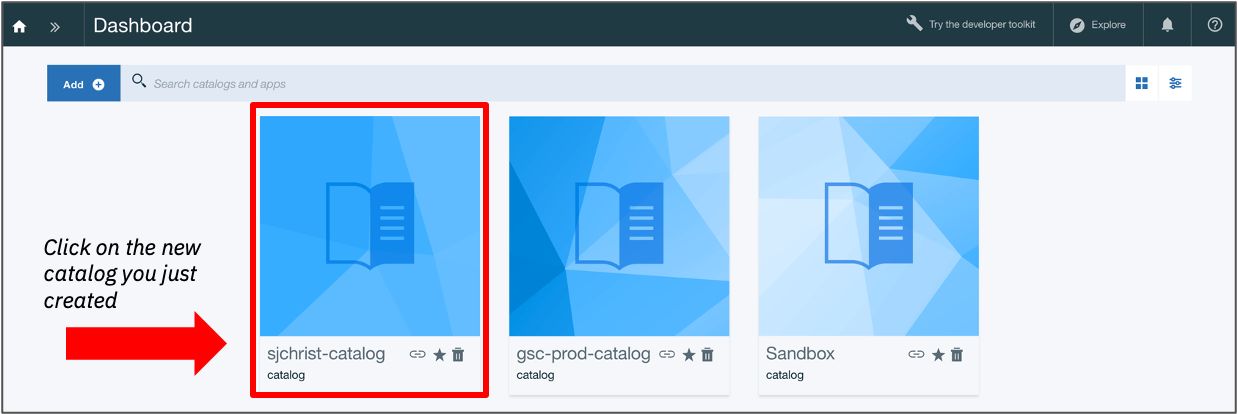 Dashboard
Try the developer toolkit
Explore
Add
Search catalogs and apps
Click on the new
catalog you just
created
sjchrist-catalog
catalog
gsc-prod-catalog
catalog
Sandbox
catalog